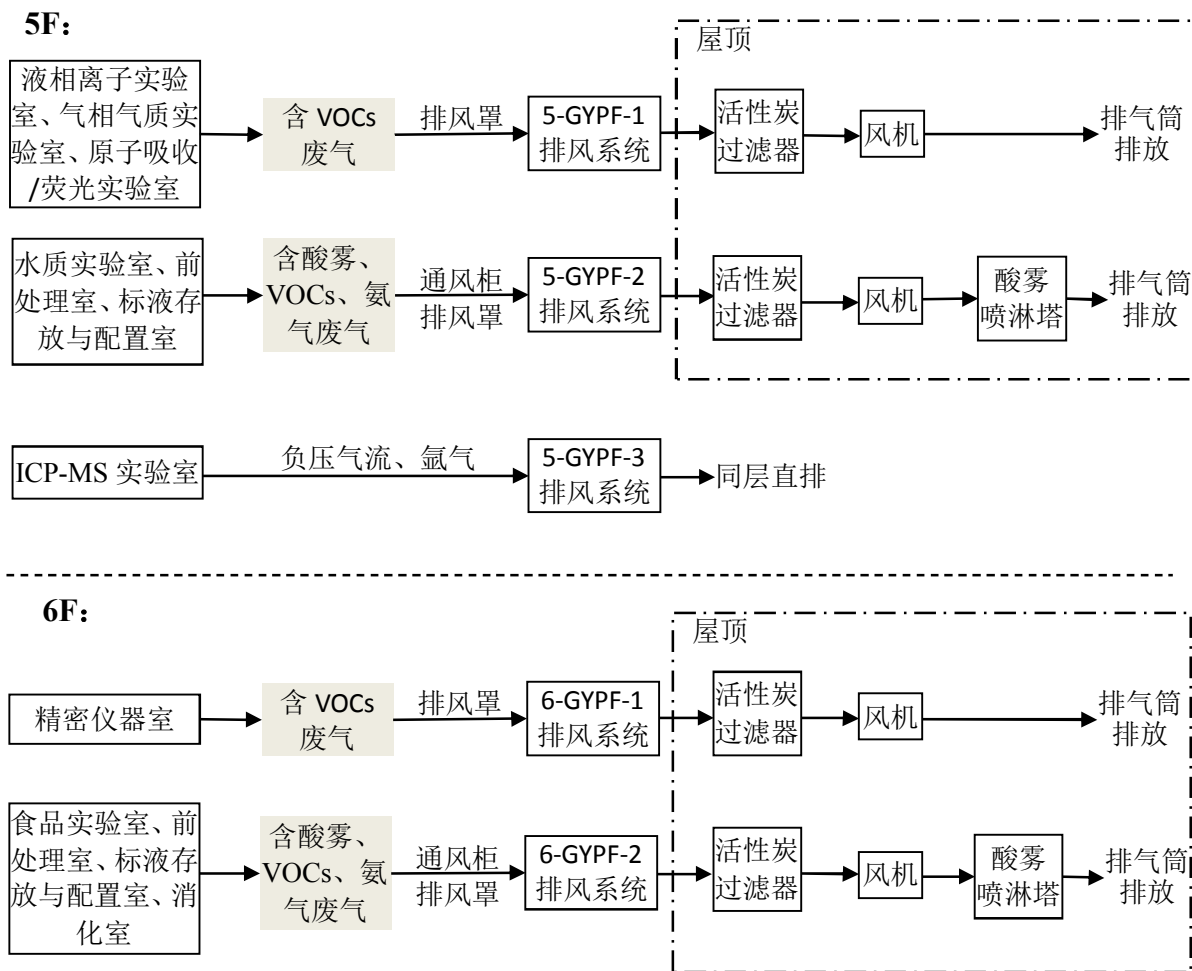 5F：
屋顶
液相离子实验
室、气相气质实
验室、原子吸收
/荧光实验室
含 VOCs
废气
排风罩
5-GYPF-1
排风系统
活性炭
过滤器
风机
排气筒
排放
水质实验室、前
处理室、标液存
放与配置室
含酸雾、
VOCs、氨
气废气
通风柜
排风罩
5-GYPF-2
排风系统
活性炭
过滤器
风机
酸雾
喷淋塔
排气筒
排放
ICP-MS 实验室
负压气流、氩气
5-GYPF-3
排风系统
同层直排
6F：
屋顶
精密仪器室
含 VOCs
废气
排风罩
6-GYPF-1
排风系统
活性炭
过滤器
风机
排气筒
排放
食品实验室、前
处理室、标液存
放与配置室、消
化室
含酸雾、
VOCs、氨
气废气
通风柜
排风罩
6-GYPF-2
排风系统
活性炭
过滤器
风机
酸雾
喷淋塔
排气筒
排放